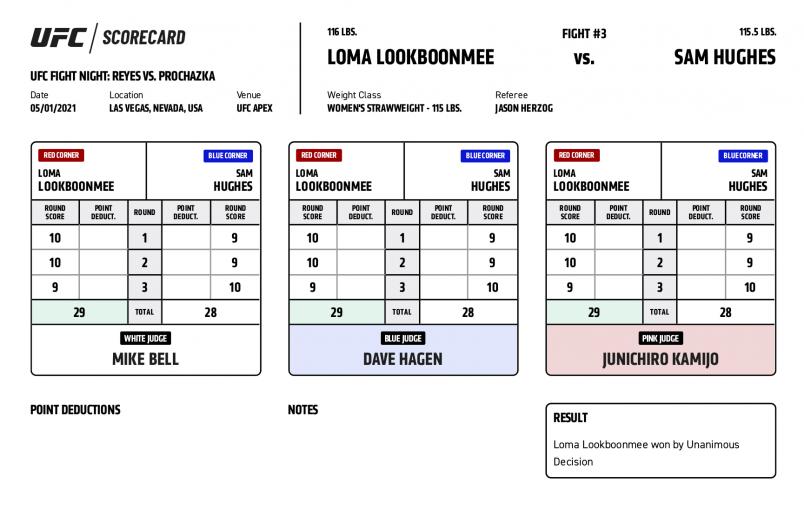 UFC / SCORECARD
UFC FIGHT NIGHT: REYES VS. PROCHAZKA
Date Location Venue
05/01/2021 LAS VEGAS, NEVADA, USA UFC APEX
116 LBS. FIGHT #3 115.5 LBS.
LOMA LOOKBOONMEE VS. SAM HUGHES
Weight Class Referee
WOMEN'S STRAWWEIGHT - 115 LBS. JASON HERZOG
RED CORNER BLUE CORNER
LOMA SAM
LOOKBOONMEE HUGHES
ROUND POINT ROUND POINT ROUND
SCORE DEDUCT. DEDUCT. SCORE
10 1 9
10 2 9
9 3 10
29 TOTAL 28
WHITE JUDGE
MIKE BELL
RED CORNER BLUE CORNER
LOMA SAM
LOOKBOONMEE HUGHES
ROUND POINT ROUND POINT ROUND
SCORE DEDUCT. DEDUCT. SCORE
10 1 9
10 2 9
9 3 10
29 TOTAL 28
BLUE JUDGE
DAVE HAGEN
RED CORNER BLUE CORNER
LOMA SAM
LOOKBOONMEE HUGHES
ROUND POINT ROUND POINT ROUND
SCORE DEDUCT. DEDUCT. SCORE
10 1 9
10 2 9
9 3 10
29 TOTAL 28
PINK JUDGE
JUNICHIRO KAMIJO
POINT DEDUCTIONS
NOTES
RESULT
Loma Lookboonmee won by Unanimous
Decision